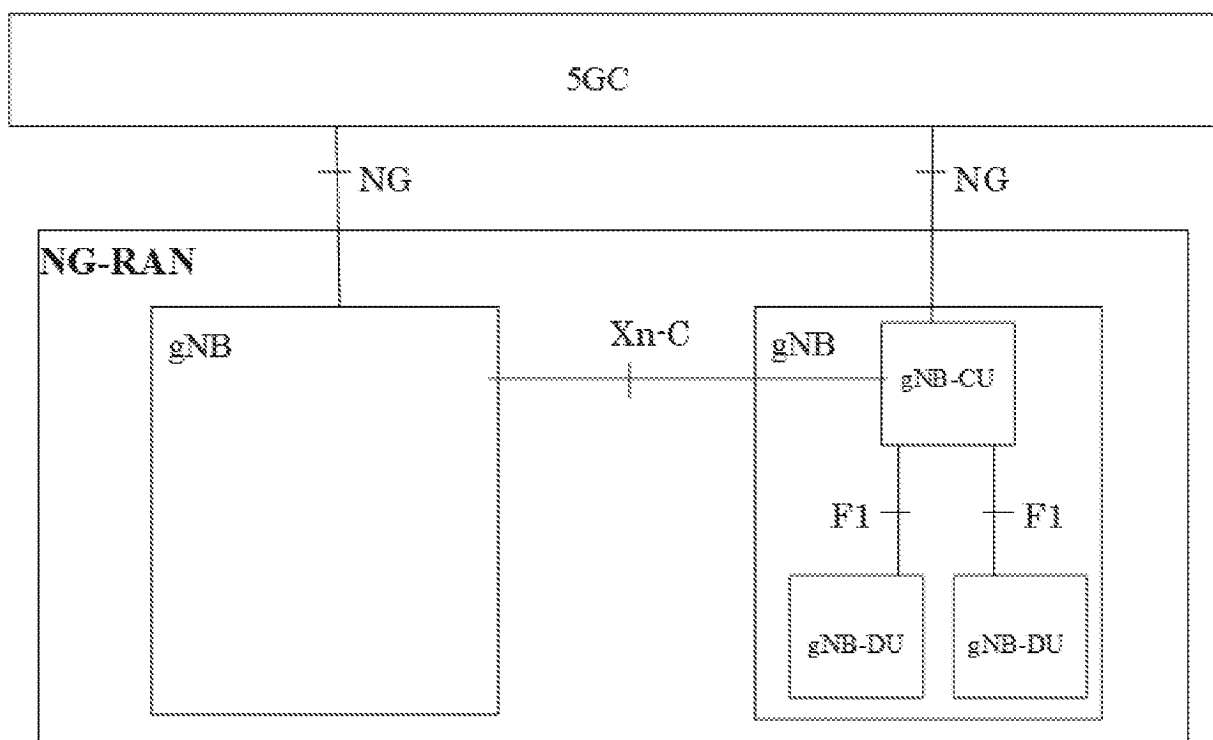 5GC
NG
NG
NG-RAN
gNB
Xn-C
gNB
gNB-CU
F1
F1
gNB-DU
gNB-DU